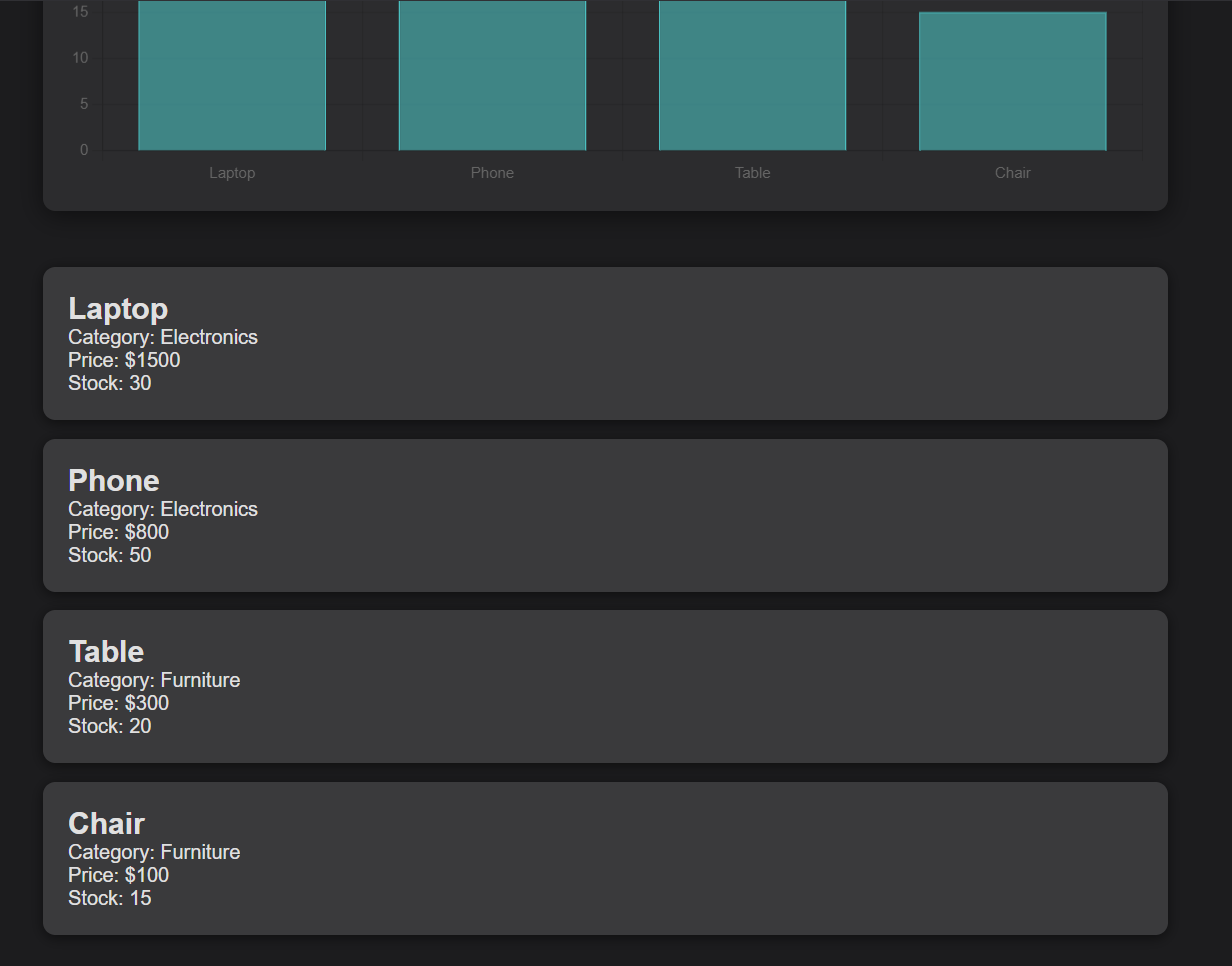 15
10
5
0
Laptop Phone Table Chair
Laptop
Category: Electronics
Price: $1500
Stock: 30
Phone
Category: Electronics
Price: $800
Stock: 50
Table
Category: Furniture
Price: $300
Stock: 20
Chair
Category: Furniture
Price: $100
Stock: 15